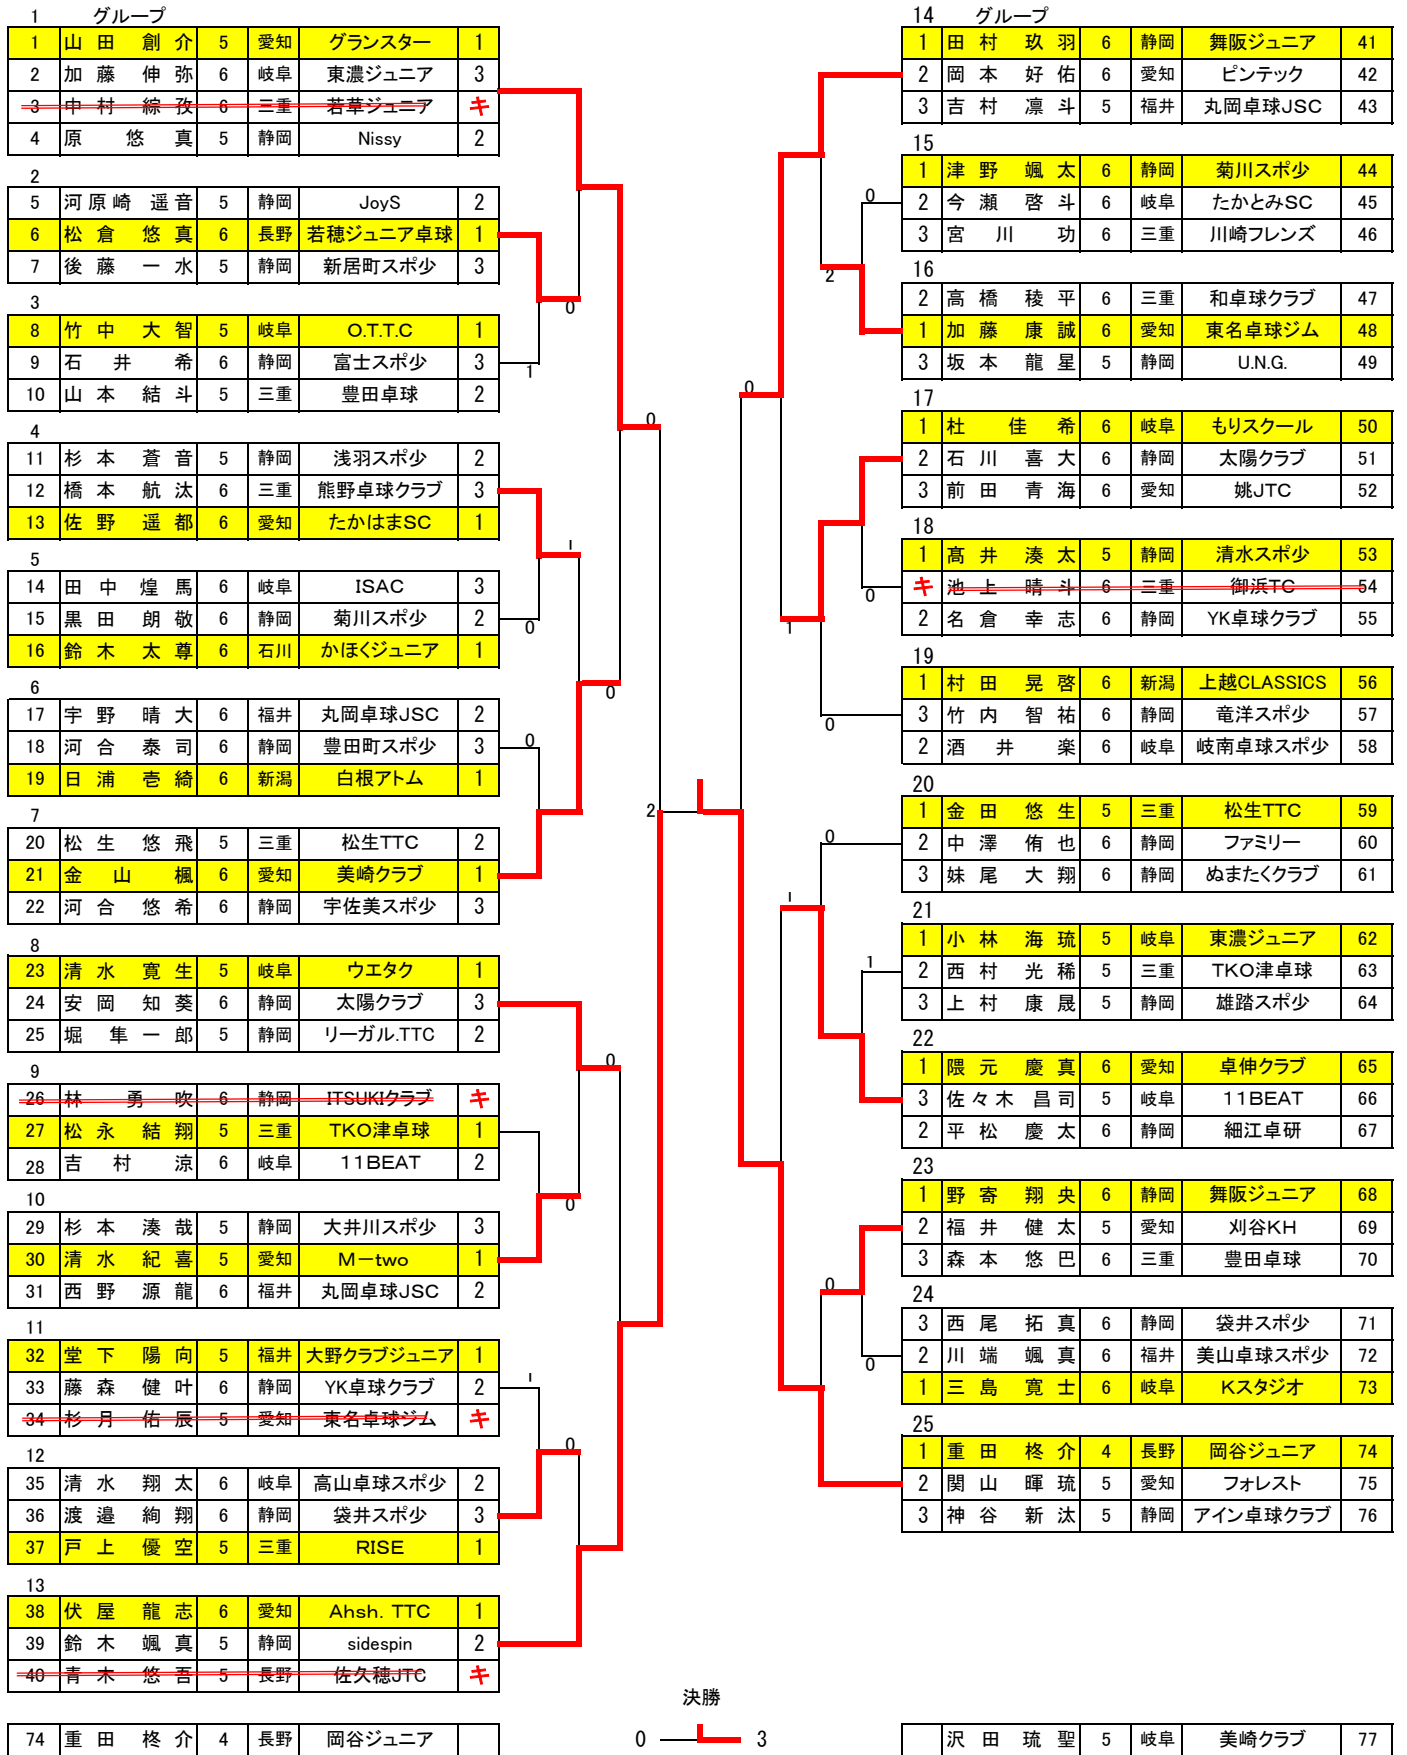 1 グループ
1 山田 創介 5 愛知 グランスター 1
2 加藤 伸弥 6 岐阜 東濃ジュニア 3
3 中村 綜孜 6 三重 若草ジュニア キ
4 原 悠真 5 静岡 Nissy 2
2
5 河原崎 遥音 5 静岡 JoyS 2
6 松倉 悠真 6 長野 若穂ジュニア卓球 1
7 後藤 一水 5 静岡 新居町スポ少 3
3
8 竹中 大智 5 岐阜 O.T.T.C 1
9 石井 希 6 静岡 富士スポ少 3
10 山本 結斗 5 三重 豊田卓球 2
4
11 杉本 蒼音 5 静岡 浅羽スポ少 2
12 橋本 航汰 6 三重 熊野卓球クラブ 3
13 佐野 遥都 6 愛知 たかはまSC 1
5
14 田中 煌馬 6 岐阜 ISAC 3
15 黒田 朗敬 6 静岡 菊川スポ少 2
16 鈴木 太尊 6 石川 かほくジュニア 1
6
17 宇野 晴大 6 福井 丸岡卓球JSC 2
18 河合 泰司 6 静岡 豊田町スポ少 3
19 日浦 壱綺 6 新潟 白根アトム 1
7
20 松生 悠飛 5 三重 松生TTC 2
21 金山 楓 6 愛知 美崎クラブ 1
22 河合 悠希 6 静岡 宇佐美スポ少 3
8
23 清水 寛生 5 岐阜 ウエタク 1
24 安岡 知葵 6 静岡 太陽クラブ 3
25 堀 隼一郎 5 静岡 リーガル.TTC 2
9
26 林 勇吹 6 静岡 ITSUKIクラブ キ
27 松永 結翔 5 三重 TKO津卓球 1
28 吉村 涼 6 岐阜 11BEAT 2
10
29 杉本 湊哉 5 静岡 大井川スポ少 3
30 清水 紀喜 5 愛知 M－two 1
31 西野 源龍 6 福井 丸岡卓球JSC 2
11
32 堂下 陽向 5 福井 大野クラブジュニア 1
33 藤森 健叶 6 静岡 YK卓球クラブ 2
34 杉月 佑辰 5 愛知 東名卓球ジム キ
12
35 清水 翔太 6 岐阜 高山卓球スポ少 2
36 渡邉 絢翔 6 静岡 袋井スポ少 3
37 戸上 優空 5 三重 RISE 1
13
38 伏屋 龍志 6 愛知 Ahsh. TTC 1
39 鈴木 颯真 5 静岡 sidespin 2
40 青木 悠吾 5 長野 佐久穂JTC キ
0
1
0
1
0
0
0
0
0
0
1
0
2
14 グループ
1 田村 玖羽 6 静岡 舞阪ジュニア 41
2 岡本 好佑 6 愛知 ピンテック 42
3 吉村 凛斗 5 福井 丸岡卓球JSC 43
15
1 津野 颯太 6 静岡 菊川スポ少 44
2 今瀬 啓斗 6 岐阜 たかとみSC 45
3 宮川 功 6 三重 川崎フレンズ 46
16
2 高橋 稜平 6 三重 和卓球クラブ 47
1 加藤 康誠 6 愛知 東名卓球ジム 48
3 坂本 龍星 5 静岡 U.N.G. 49
17
1 杜 佳希 6 岐阜 もりスクール 50
2 石川 喜大 6 静岡 太陽クラブ 51
3 前田 青海 6 愛知 姚JTC 52
18
1 髙井 湊太 5 静岡 清水スポ少 53
キ 池上 晴斗 6 三重 御浜TC 54
2 名倉 幸志 6 静岡 YK卓球クラブ 55
19
1 村田 晃啓 6 新潟 上越CLASSICS 56
3 竹内 智祐 6 静岡 竜洋スポ少 57
2 酒井 楽 6 岐阜 岐南卓球スポ少 58
20
1 金田 悠生 5 三重 松生TTC 59
2 中澤 侑也 6 静岡 ファミリー 60
3 妹尾 大翔 6 静岡 ぬまたくクラブ 61
21
1 小林 海琉 5 岐阜 東濃ジュニア 62
2 西村 光稀 5 三重 TKO津卓球 63
3 上村 康晟 5 静岡 雄踏スポ少 64
22
1 隈元 慶真 6 愛知 卓伸クラブ 65
3 佐々木 昌司 5 岐阜 11BEAT 66
2 平松 慶太 6 静岡 細江卓研 67
23
1 野寄 翔央 6 静岡 舞阪ジュニア 68
2 福井 健太 5 愛知 刈谷KH 69
3 森本 悠巴 6 三重 豊田卓球 70
24
3 西尾 拓真 6 静岡 袋井スポ少 71
2 川端 颯真 6 福井 美山卓球スポ少 72
1 三島 寛士 6 岐阜 Kスタジオ 73
25
1 重田 柊介 4 長野 岡谷ジュニア 74
2 関山 暉琉 5 愛知 フォレスト 75
3 神谷 新汰 5 静岡 アイン卓球クラブ 76
0
2
0
0
1
0
0
1
1
0
0
決勝
74 重田 柊介 4 長野 岡谷ジュニア
0 3
沢田 琉聖 5 岐阜 美崎クラブ 77